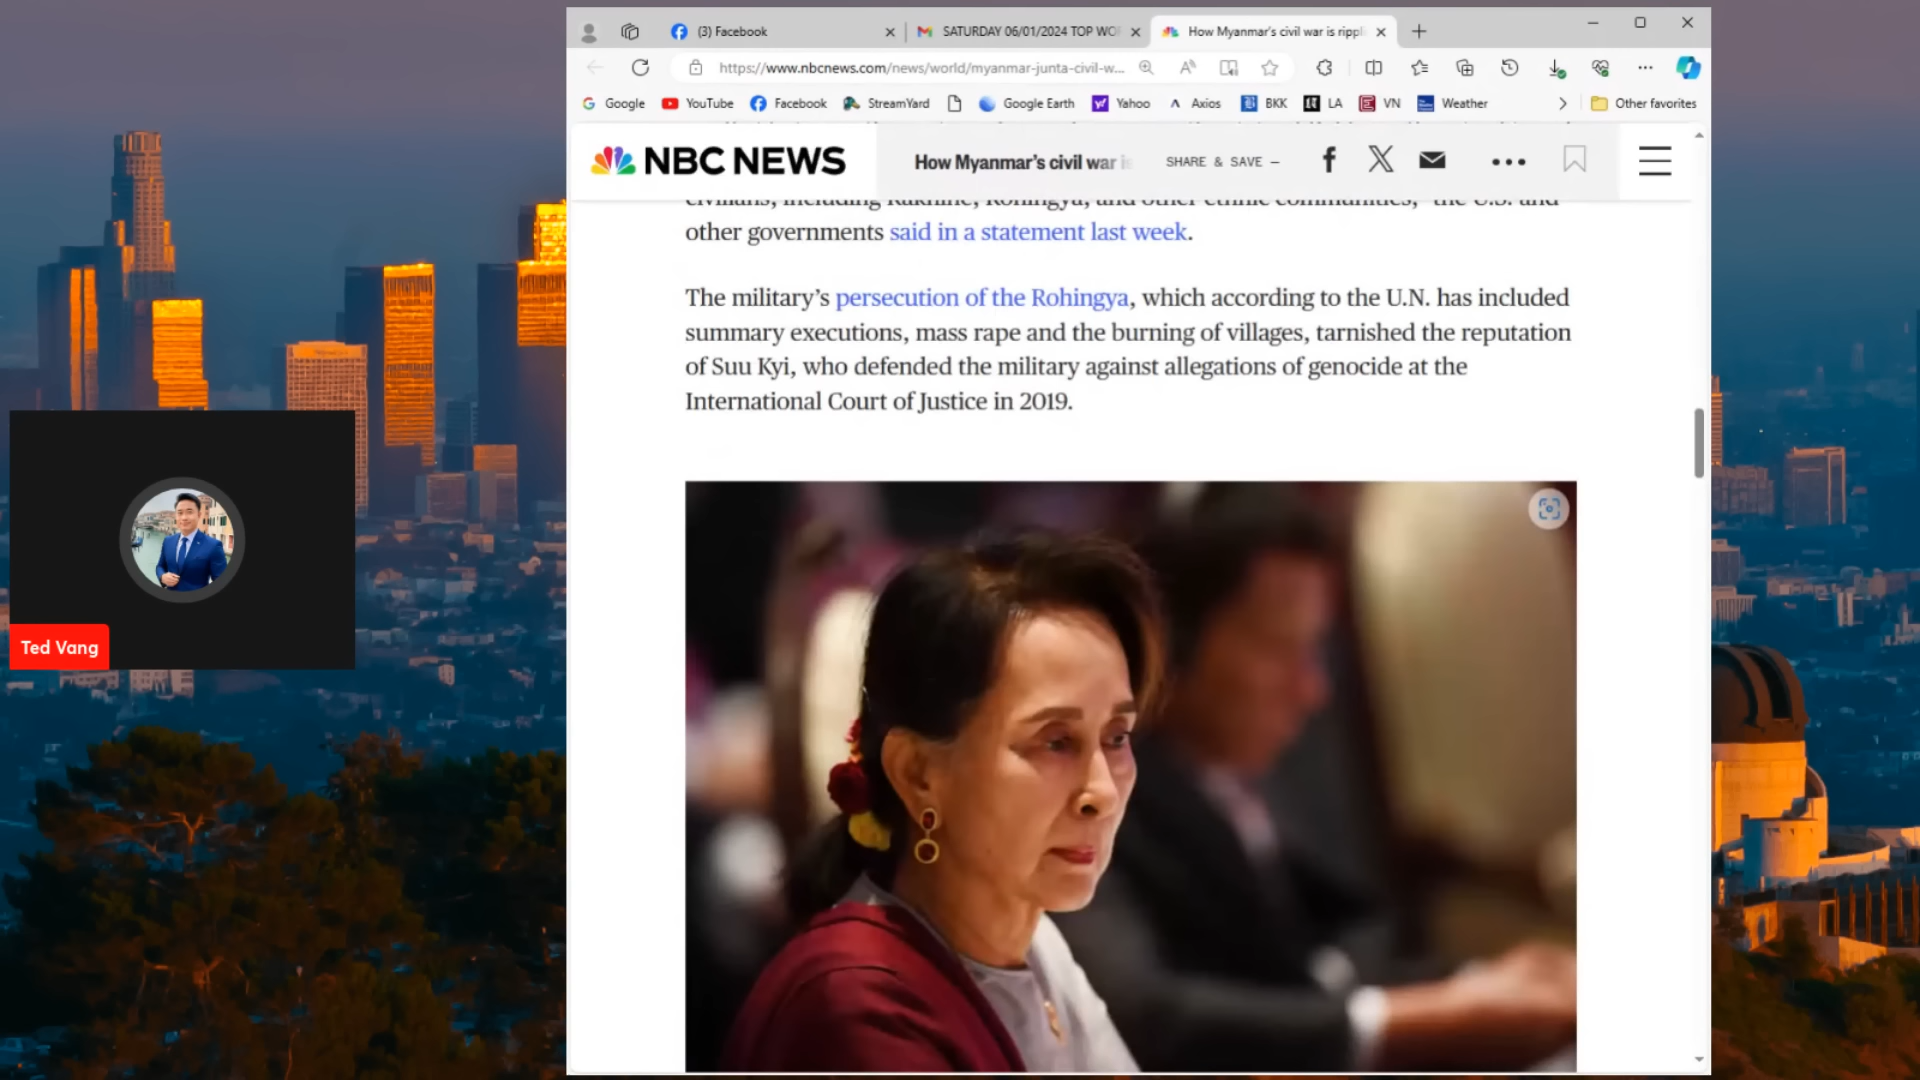 (3) Facebook
SATURDAY 06/01/2024 TOP WO
How Myanmar's civil war is rippl
https://www.nbcnews.com/news/world/myanmar-junta-civil-w...
Google
YouTube
Facebook
StreamYard
Google Earth
Yahoo
Axios
BKK
LA
VN
Weather
Other favorites
NBC NEWS
How Myanmar's civil war is
SHARE & SAVE —
civilians, including Rakhine, Rohingya, and other ethnic communities," the U.S. and
other governments said in a statement last week.
The military's persecution of the Rohingya, which according to the U.N. has included
summary executions, mass rape and the burning of villages, tarnished the reputation
of Suu Kyi, who defended the military against allegations of genocide at the
International Court of Justice in 2019.
Ted Vang